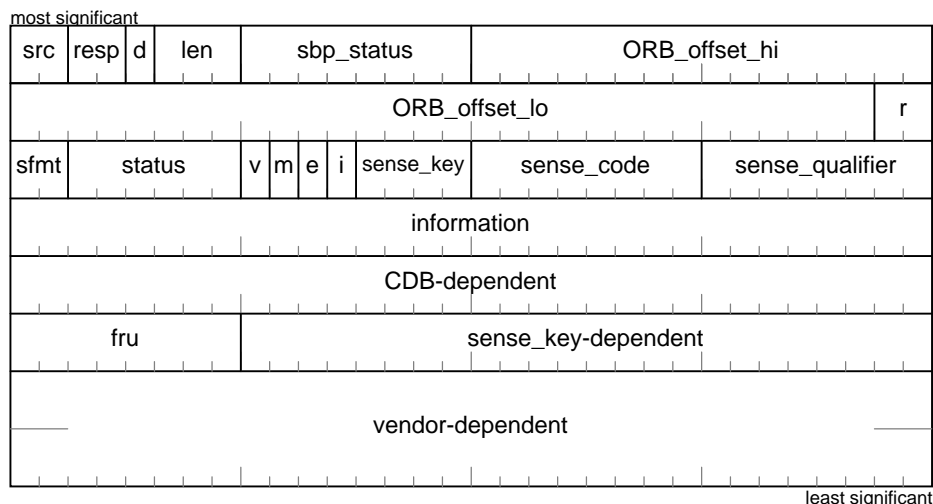 most significant
src resp d len sbp_status ORB_offset_hi
ORB_offset_lo r
sfmt status v m e i sense_key sense_code sense_qualifier
information
CDB-dependent
fru sense_key-dependent
vendor-dependent
least significant